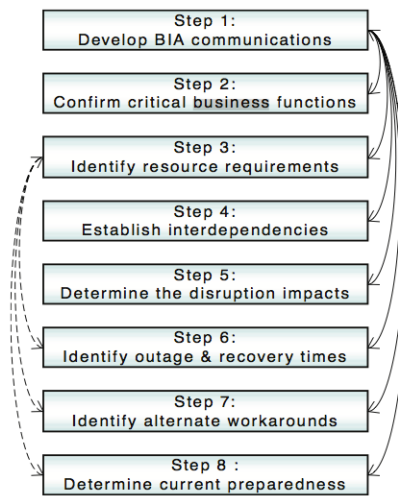 Step 1:
Develop BIA communications
Step 2:
Confirm critical business functions
Step 3:
Identify resource requirements
Step 4:
Establish interdependencies
Step 5:
Determine the disruption impacts
Step 6:
Identify outage & recovery times
Step 7:
Identify alternate workarounds
Step 8 :
Determine current preparedness